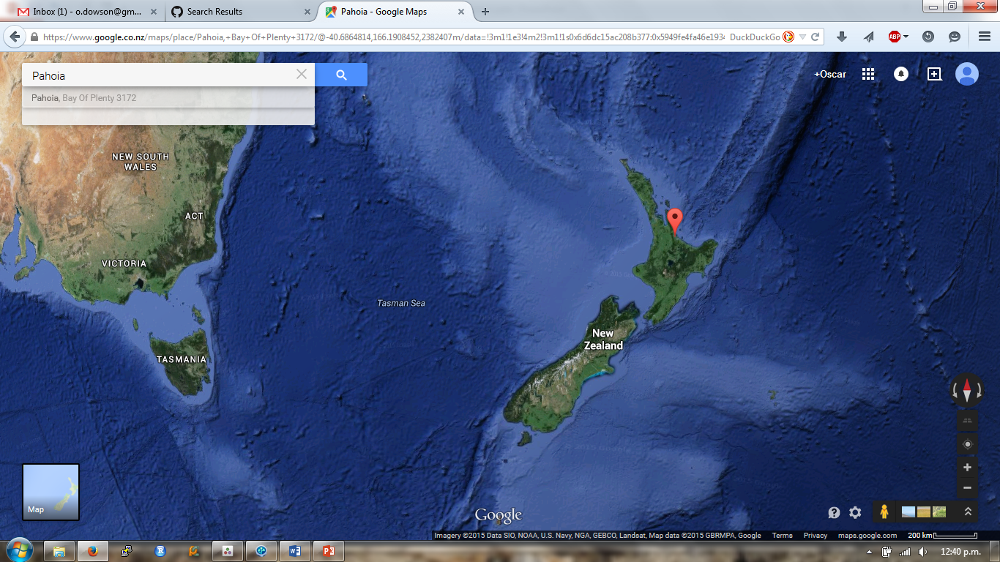 Inbox (1) - o.dowson@gm...
Search Results
Pahoia - Google Maps
https://www.google.co.nz/maps/place/Pahoia,+Bay+Of+Plenty+3172/@-40.6864814,166.1908452,2382407m/data=!3m1!1e3!4m2!3m1!1s0x6d6dc15ac208b377:0x5949fe4fa46e1934
DuckDuckGo
ABP
Pahoia
+Oscar
Pahoia, Bay Of Plenty 3172
NEW SOUTH
WALES
ACT
VICTORIA
Tasman Sea
New
Zealand
TASMANIA
Map
Google
Imagery ©2015 Data SIO, NOAA, U.S. Navy, NGA, GEBCO, Landsat, Map data ©2015 GBRMPA, Google Terms Privacy maps.google.com 200 km
12:40 p.m.